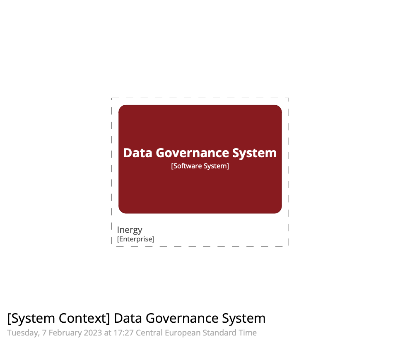 Data Governance System
[Software System]
Inergy
[Enterprise]
[System Context] Data Governance System
Tuesday, 7 February 2023 at 17:27 Central European Standard Time